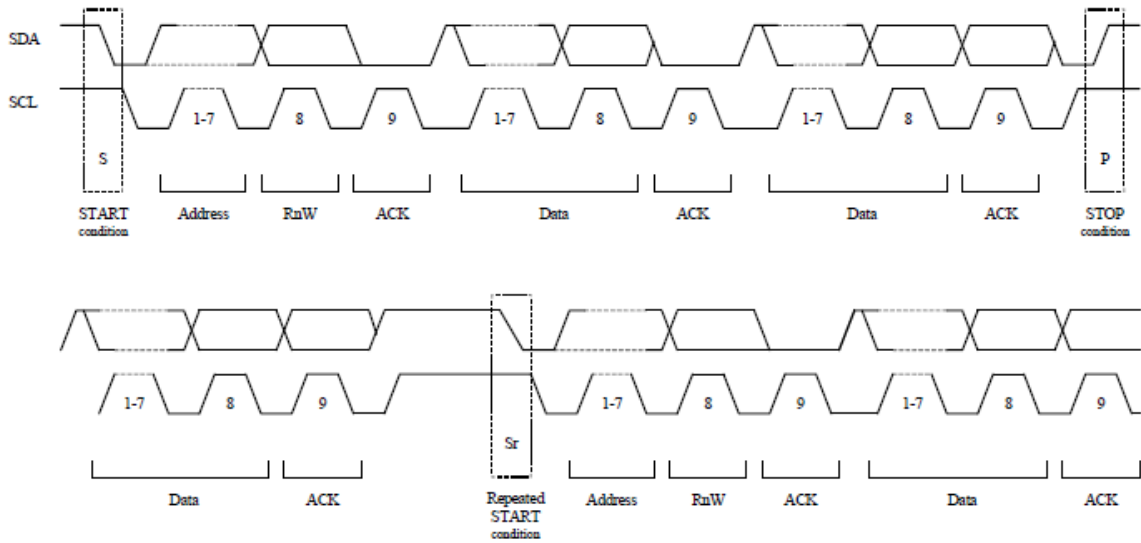 SDA
SCL
1-7 8 9 1-7 8 9 1-7 8 9
S P
START condition Address RnW ACK Data ACK Data ACK STOP condition
1-7 8 9 1-7 8 9 1-7 8 9
Sr
Data ACK Repeated START condition Address RnW ACK Data ACK